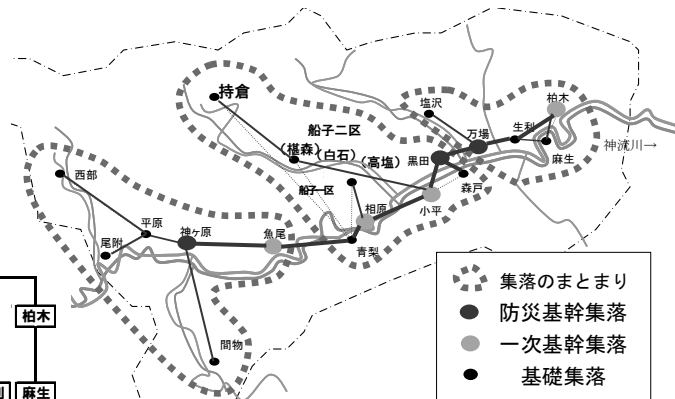 持倉
船子二区
(椹森)
(白石)
(高塩)
船子一区
塩沢
万場
生利
柏木
麻生
神流川→
黒田
森戸
小平
相原
青梨
西部
平原
尾附
神ヶ原
魚尾
間物
柏木
麻生
集落のまとまり
防災基幹集落
一次基幹集落
基礎集落